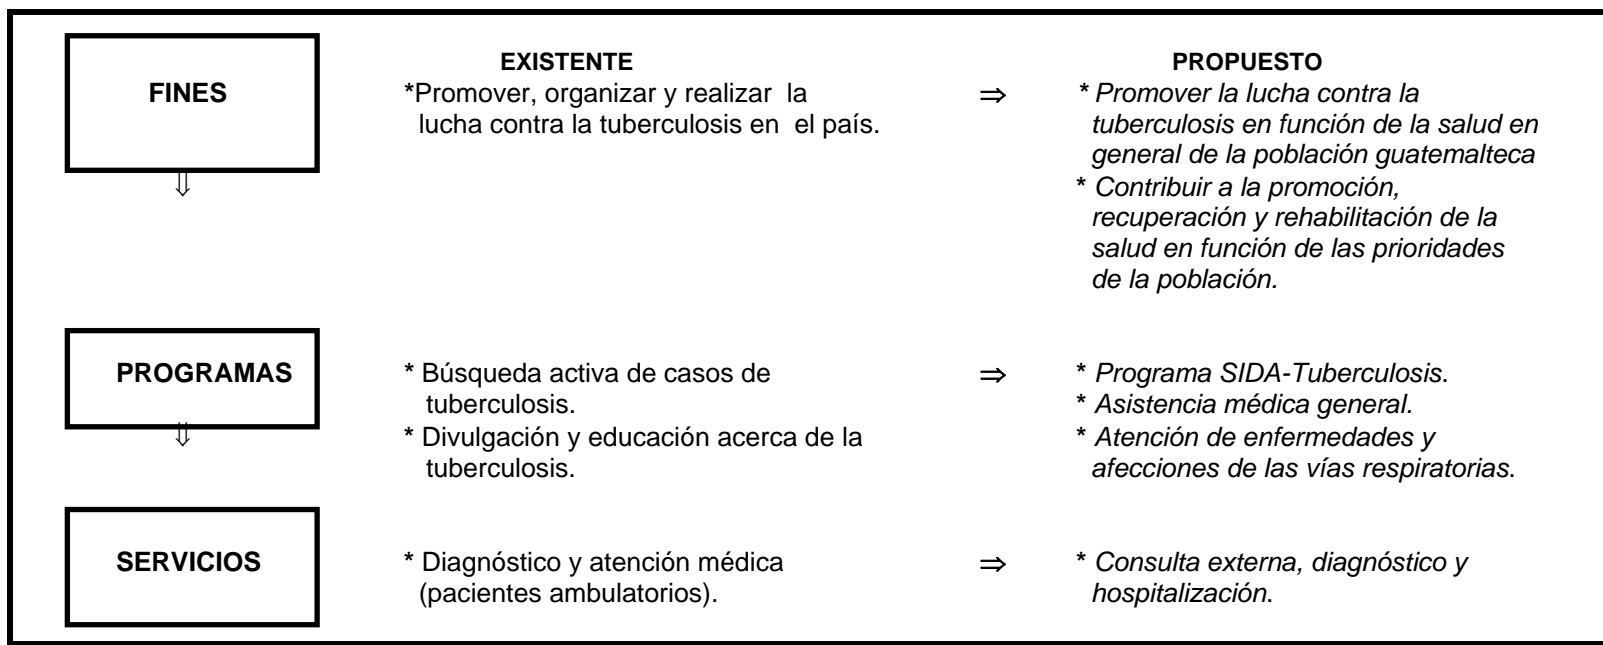 EXISTENTE PROPUESTO
FINES *Promover, organizar y realizar la ⇒ * Promover la lucha contra la
lucha contra la tuberculosis en el país. tuberculosis en función de la salud en
general de la población guatemalteca
⇓ * Contribuir a la promoción,
recuperación y rehabilitación de la
salud en función de las prioridades
de la población.
PROGRAMAS * Búsqueda activa de casos de ⇒ * Programa SIDA-Tuberculosis.
tuberculosis. * Asistencia médica general.
⇓ * Divulgación y educación acerca de la * Atención de enfermedades y
tuberculosis. afecciones de las vías respiratorias.
SERVICIOS * Diagnóstico y atención médica ⇒ * Consulta externa, diagnóstico y
(pacientes ambulatorios). hospitalización.